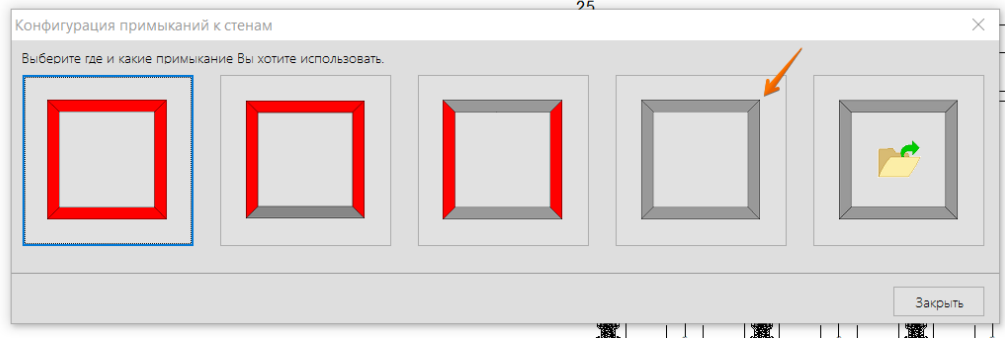 25
Конфигурация примыканий к стенам
Выберите где и какие примыкание Вы хотите использовать.
Закрыть